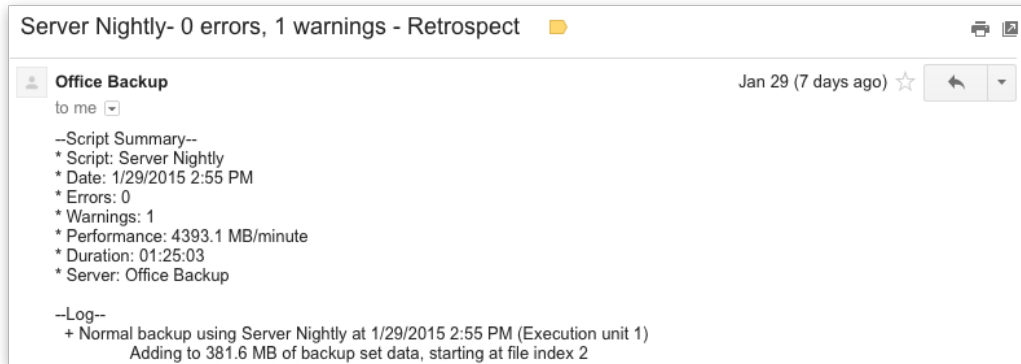 Server Nightly- 0 errors, 1 warnings - Retrospect
Office Backup
Jan 29 (7 days ago)
to me
--Script Summary--
* Script: Server Nightly
* Date: 1/29/2015 2:55 PM
* Errors: 0
* Warnings: 1
* Performance: 4393.1 MB/minute
* Duration: 01:25:03
* Server: Office Backup
--Log--
+ Normal backup using Server Nightly at 1/29/2015 2:55 PM (Execution unit 1)
Adding to 381.6 MB of backup set data, starting at file index 2